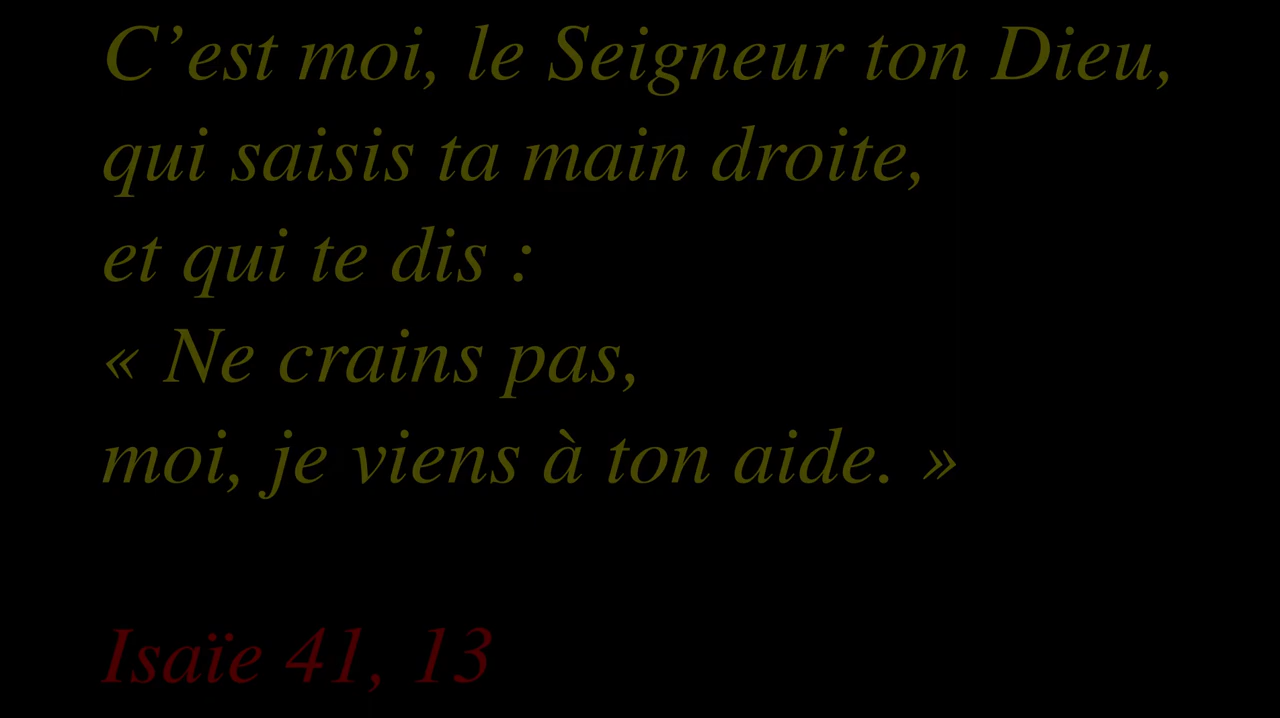 C’est moi, le Seigneur ton Dieu,
qui saisis ta main droite,
et qui te dis :
« Ne crains pas,
moi, je viens à ton aide. »
Isaïe 41, 13